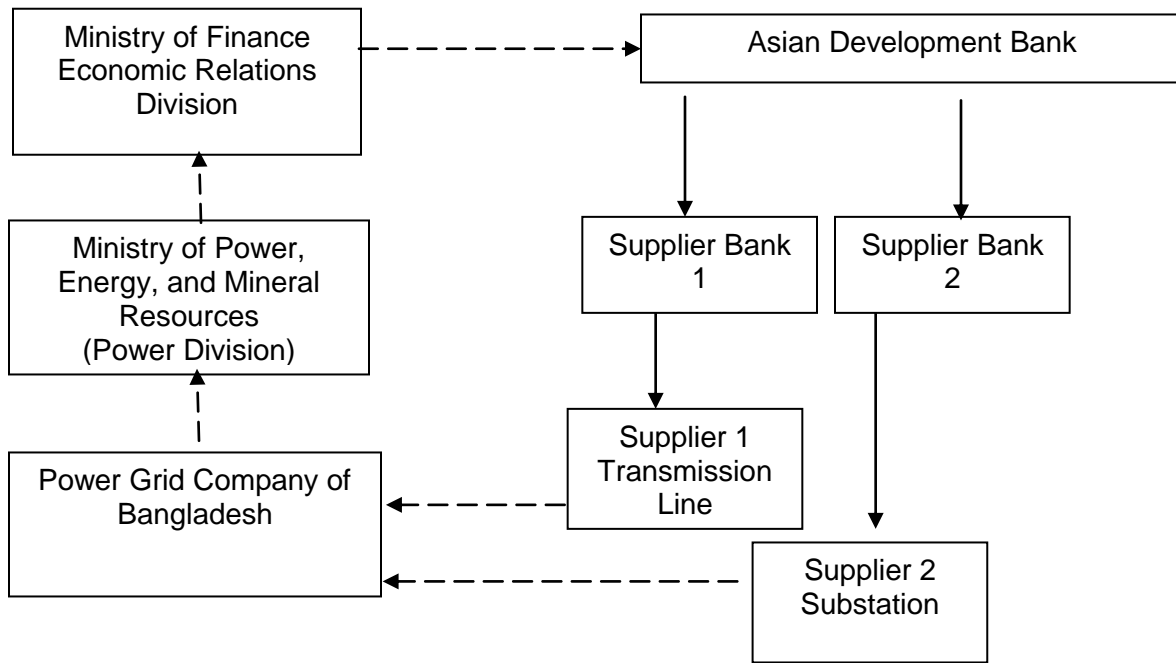 Ministry of Finance
Economic Relations
Division
Asian Development Bank
Ministry of Power,
Energy, and Mineral
Resources
(Power Division)
Supplier Bank
1
Supplier Bank
2
Power Grid Company of
Bangladesh
Supplier 1
Transmission
Line
Supplier 2
Substation